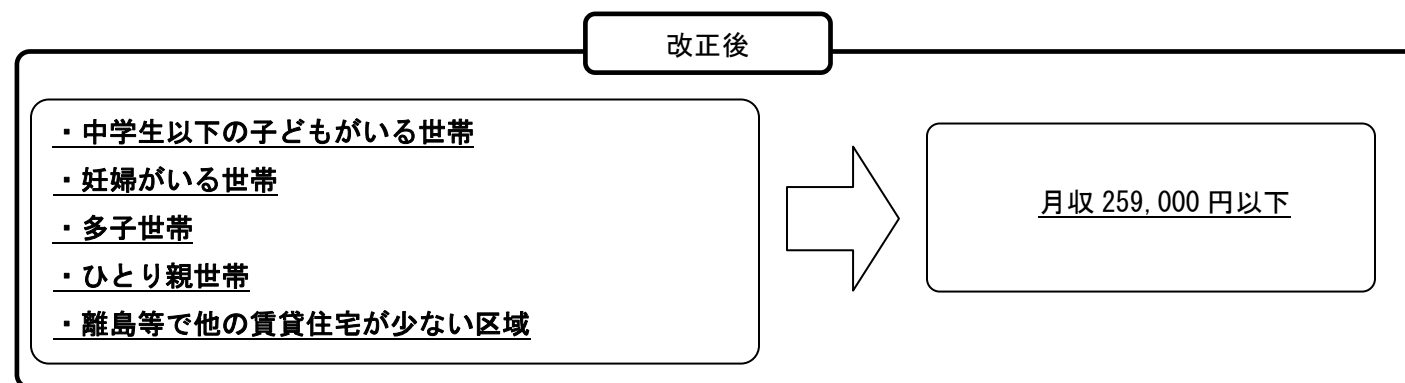 改正後
・中学生以下の子どもがいる世帯
・妊婦がいる世帯
・多子世帯
・ひとり親世帯
・離島等で他の賃貸住宅が少ない区域
月収 259,000 円以下